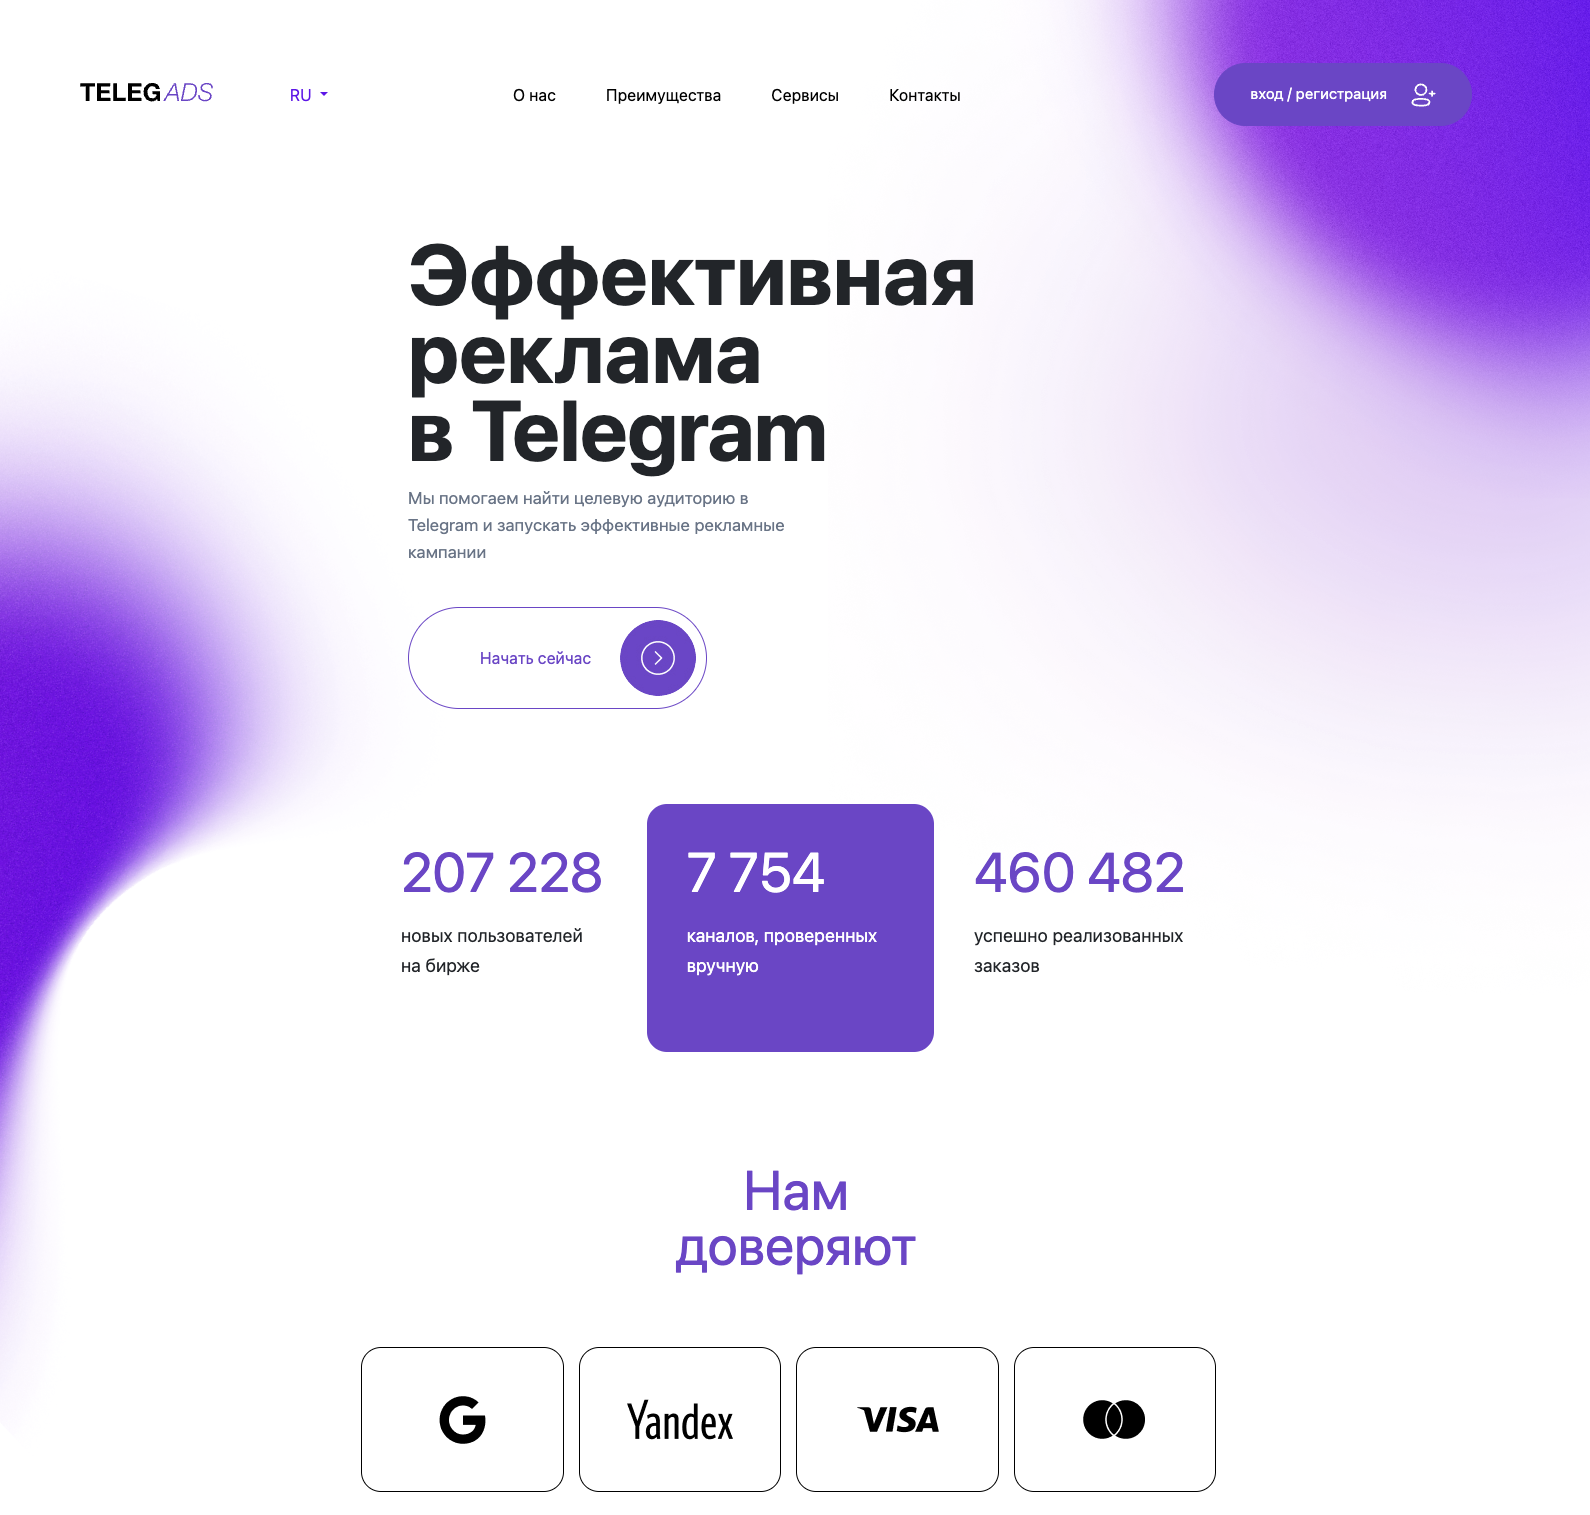 TELEGADS
RU
О нас
Преимущества
Сервисы
Контакты
вход / регистрация
Эффективная
реклама
в Telegram
Мы помогаем найти целевую аудиторию в
Telegram и запускать эффективные рекламные
кампании
Начать сейчас
207 228
новых пользователей
на бирже
7 754
каналов, проверенных
вручную
460 482
успешно реализованных
заказов
Нам
доверяют
G
Yandex
VISA